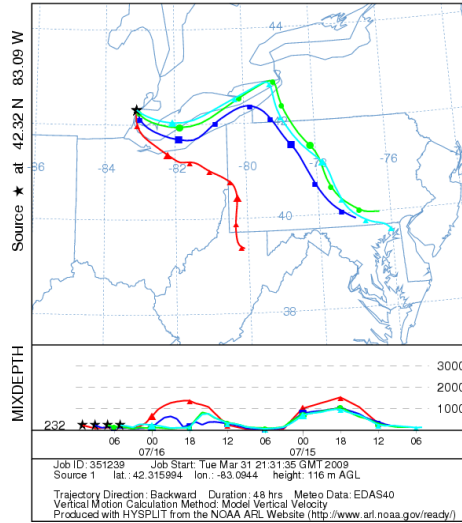 Source ★ at 42.32 N 83.09 W
44
42
-86
-84
-82
-80
-78
-76
40
38
MIXDEPTH
3000
2000
1000
232
06 00 18 12 06 00 18 12 06
07/16 07/15
Job ID: 351239 Job Start: Tue Mar 31 21:31:35 GMT 2009
Source 1 lat.: 42.315994 lon.: -83.0944 height: 116 m AGL
Trajectory Direction: Backward Duration: 48 hrs Meteo Data: EDAS40
Vertical Motion Calculation Method: Model Vertical Velocity
Produced with HYSPLIT from the NOAA ARL Website (http://www.arl.noaa.gov/ready/)